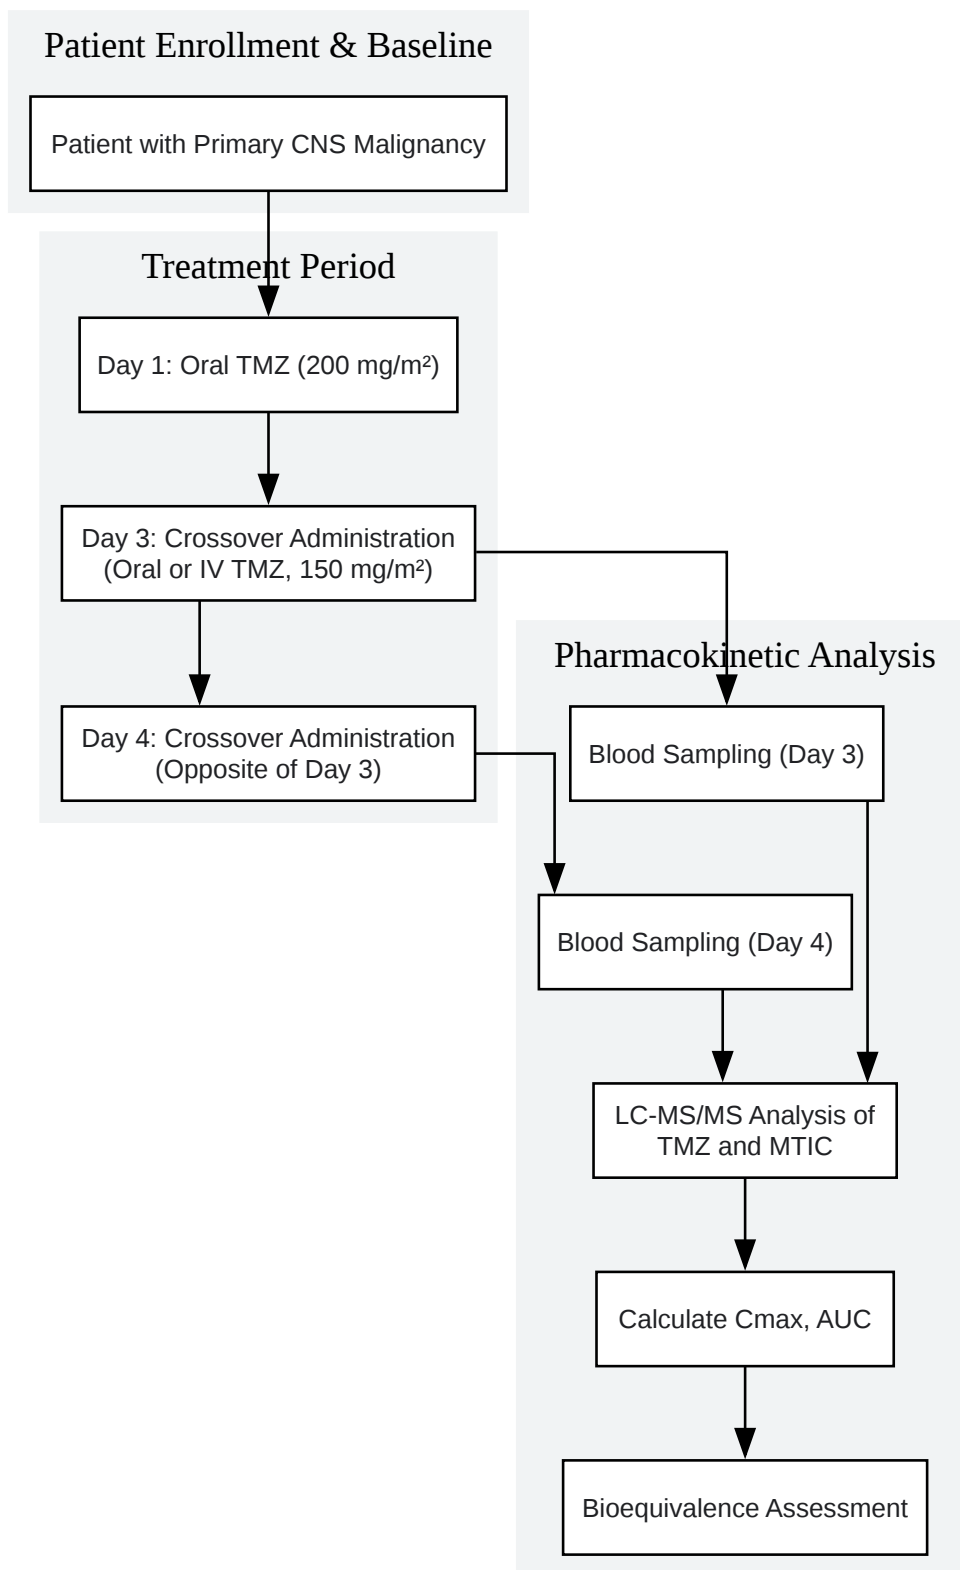 Patient Enrollment & Baseline
Patient with Primary CNS Malignancy
Treatment Period
Day 1: Oral TMZ (200 mg/m²)
Day 3: Crossover Administration
(Oral or IV TMZ, 150 mg/m²)
Day 4: Crossover Administration
(Opposite of Day 3)
Pharmacokinetic Analysis
Blood Sampling (Day 3)
Blood Sampling (Day 4)
LC-MS/MS Analysis of
TMZ and MTIC
Calculate Cmax, AUC
Bioequivalence Assessment